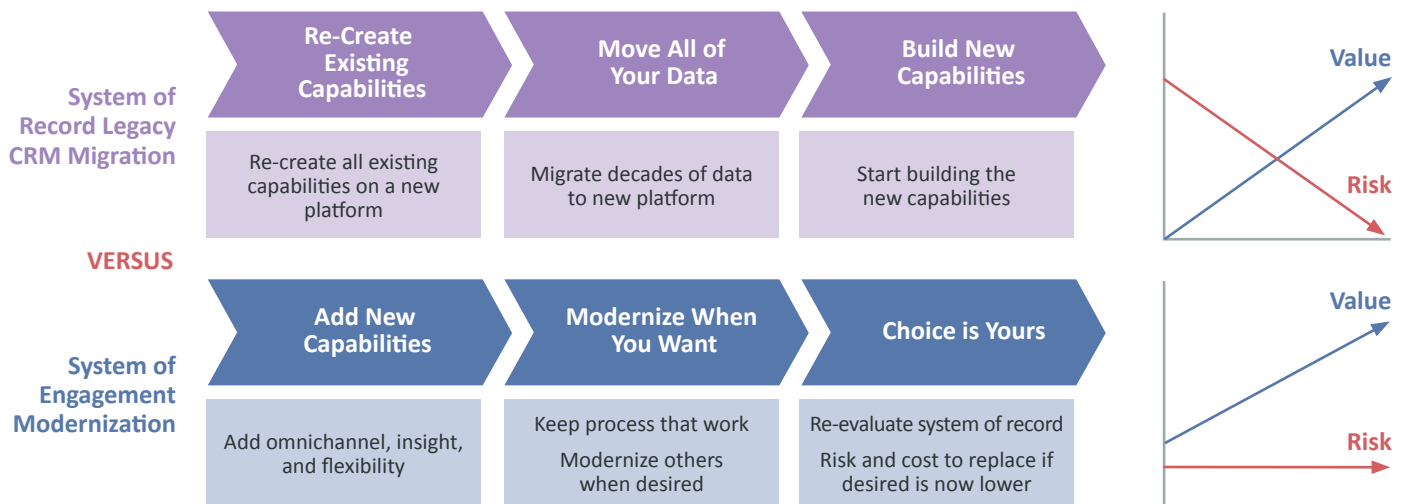 System of
Record Legacy
CRM Migration
Re-Create
Existing
Capabilities
Move All of
Your Data
Build New
Capabilities
Re-create all existing
capabilities on a new
platform
Migrate decades of data
to new platform
Start building the
new capabilities
Value
Risk
VERSUS
System of
Engagement
Modernization
Add New
Capabilities
Modernize When
You Want
Choice is Yours
Add omnichannel, insight,
and flexibility
Keep process that work
Modernize others
when desired
Re-evaluate system of record
Risk and cost to replace if
desired is now lower
Value
Risk